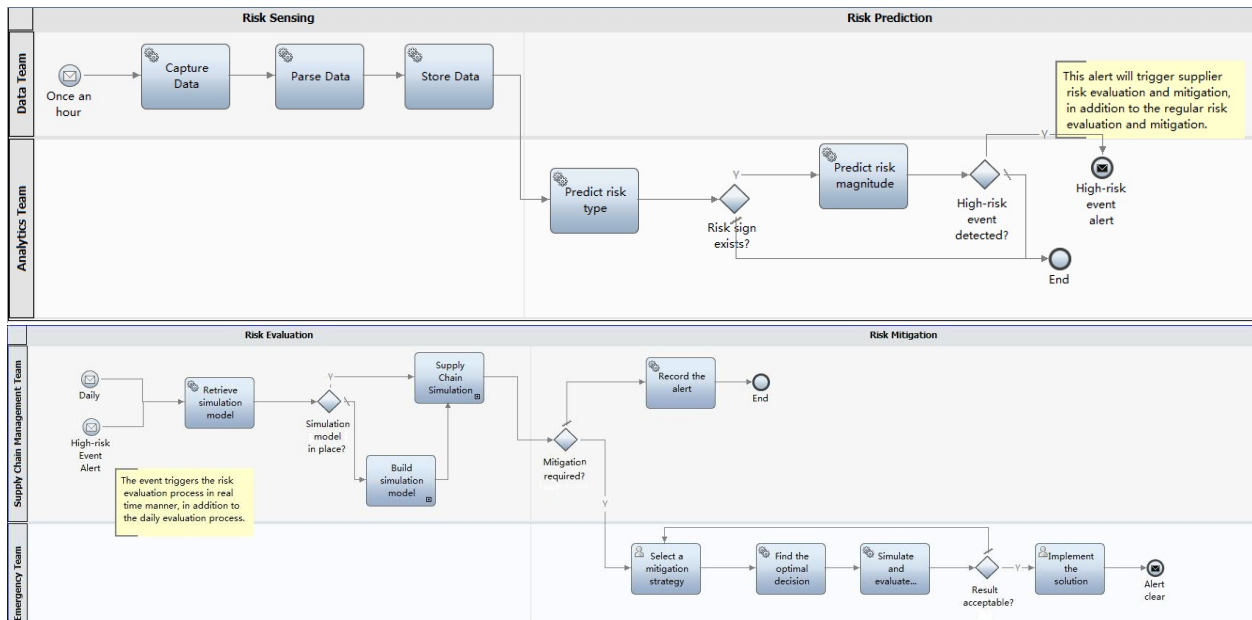 Risk Sensing
Risk Prediction
Data Team
Once an
hour
Capture
Data
Parse Data
Store Data
This alert will trigger supplier
risk evaluation and mitigation,
in addition to the regular risk
evaluation and mitigation.
Analytics Team
Predict risk
type
Y
Risk sign
exists?
Predict risk
magnitude
Y
High-risk
event
detected?
High-risk
event
alert
End
Risk Evaluation
Risk Mitigation
Supply Chain Management Team
Daily
High-risk
Event
Alert
Retrieve
simulation
model
Y
Simulation
model
in place?
Supply
Chain
Simulation
Build
simulation
model
The event triggers the risk
evaluation process in real
time manner, in addition to
the daily evaluation process.
Mitigation
required?
Record the
alert
End
Y
Emergency Team
Select a
mitigation
strategy
Find the
optimal
decision
Simulate
and
evaluate...
Result
acceptable?
Y
Implement
the
solution
Alert
clear